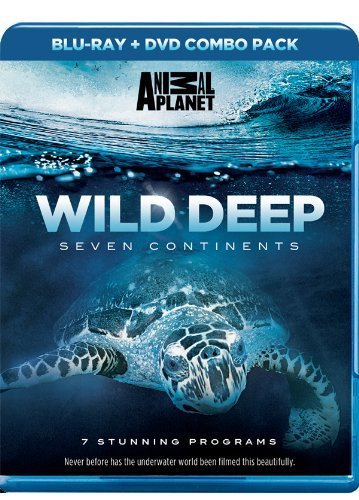 BLU-RAY + DVD COMBO PACK
ANIMAL
PLANET
WILD DEEP
SEVEN CONTINENTS
7 STUNNING PROGRAMS
Never before has the underwater world been filmed this beautifully.